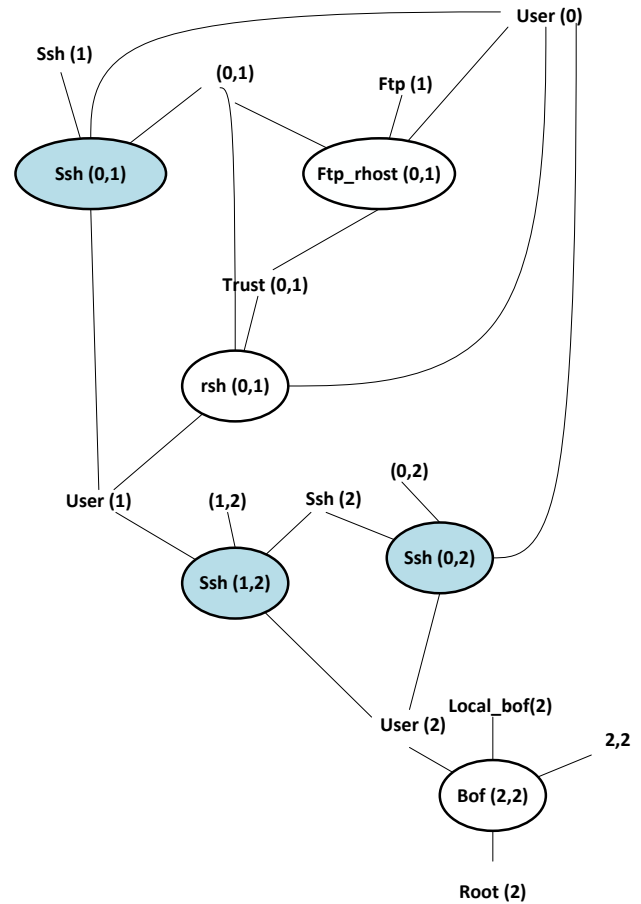 User (0)
Ssh (1)
(0,1)
Ftp (1)
Ssh (0,1)
Ftp_rhost (0,1)
Trust (0,1)
rsh (0,1)
User (1)
(1,2)
Ssh (2)
(0,2)
Ssh (1,2)
Ssh (0,2)
Local_bof(2)
User (2)
2,2
Bof (2,2)
Root (2)